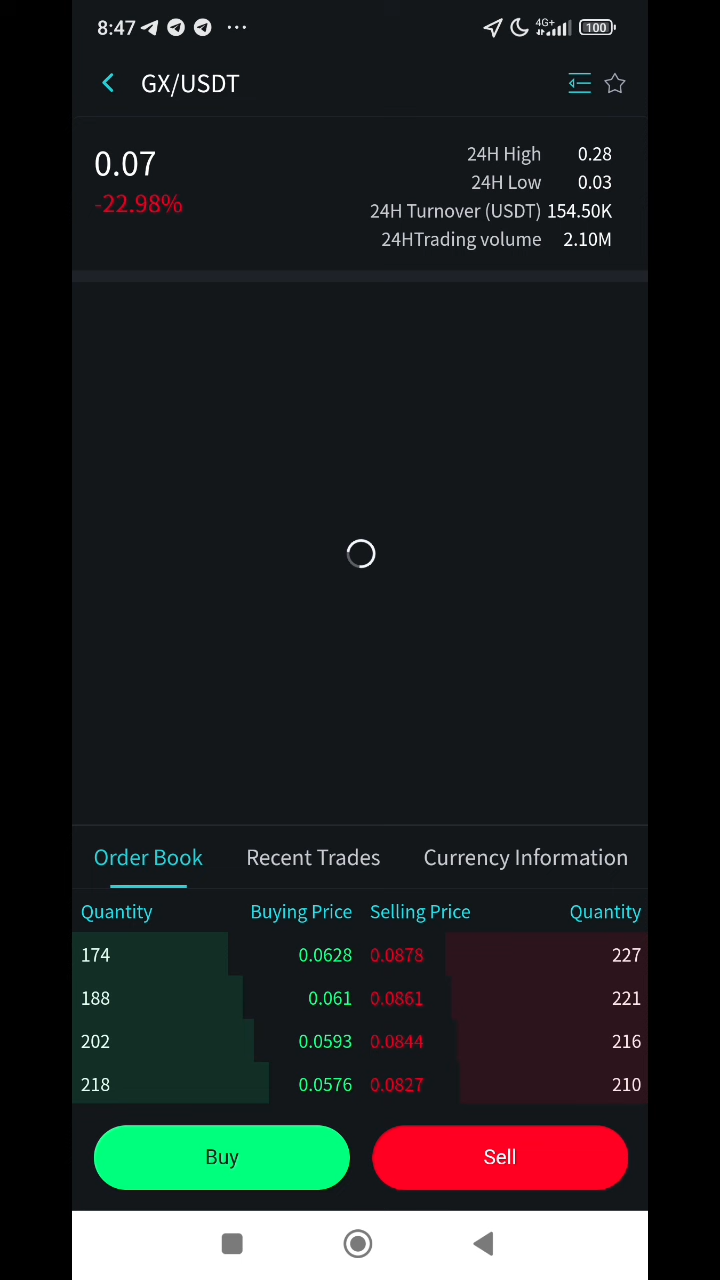 8:47 4G+ 100
GX/USDT
0.07
-22.98%
24H High 0.28
24H Low 0.03
24H Turnover (USDT) 154.50K
24HTrading volume 2.10M
Order Book Recent Trades Currency Information
Quantity Buying Price Selling Price Quantity
174 0.0628 0.0878 227
188 0.061 0.0861 221
202 0.0593 0.0844 216
218 0.0576 0.0827 210
Buy Sell